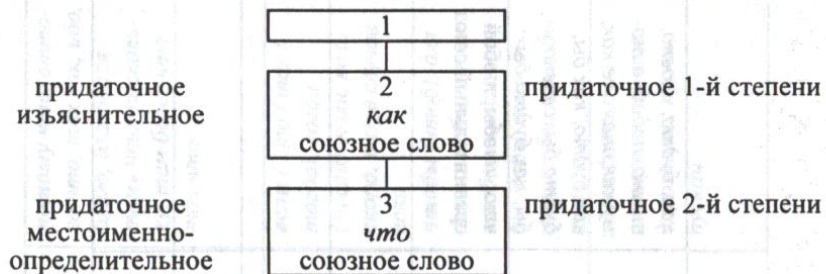 1
придаточное
изъяснительное
2
как
союзное слово
придаточное 1-й степени
придаточное
местоименно-
определительное
3
что
союзное слово
придаточное 2-й степени